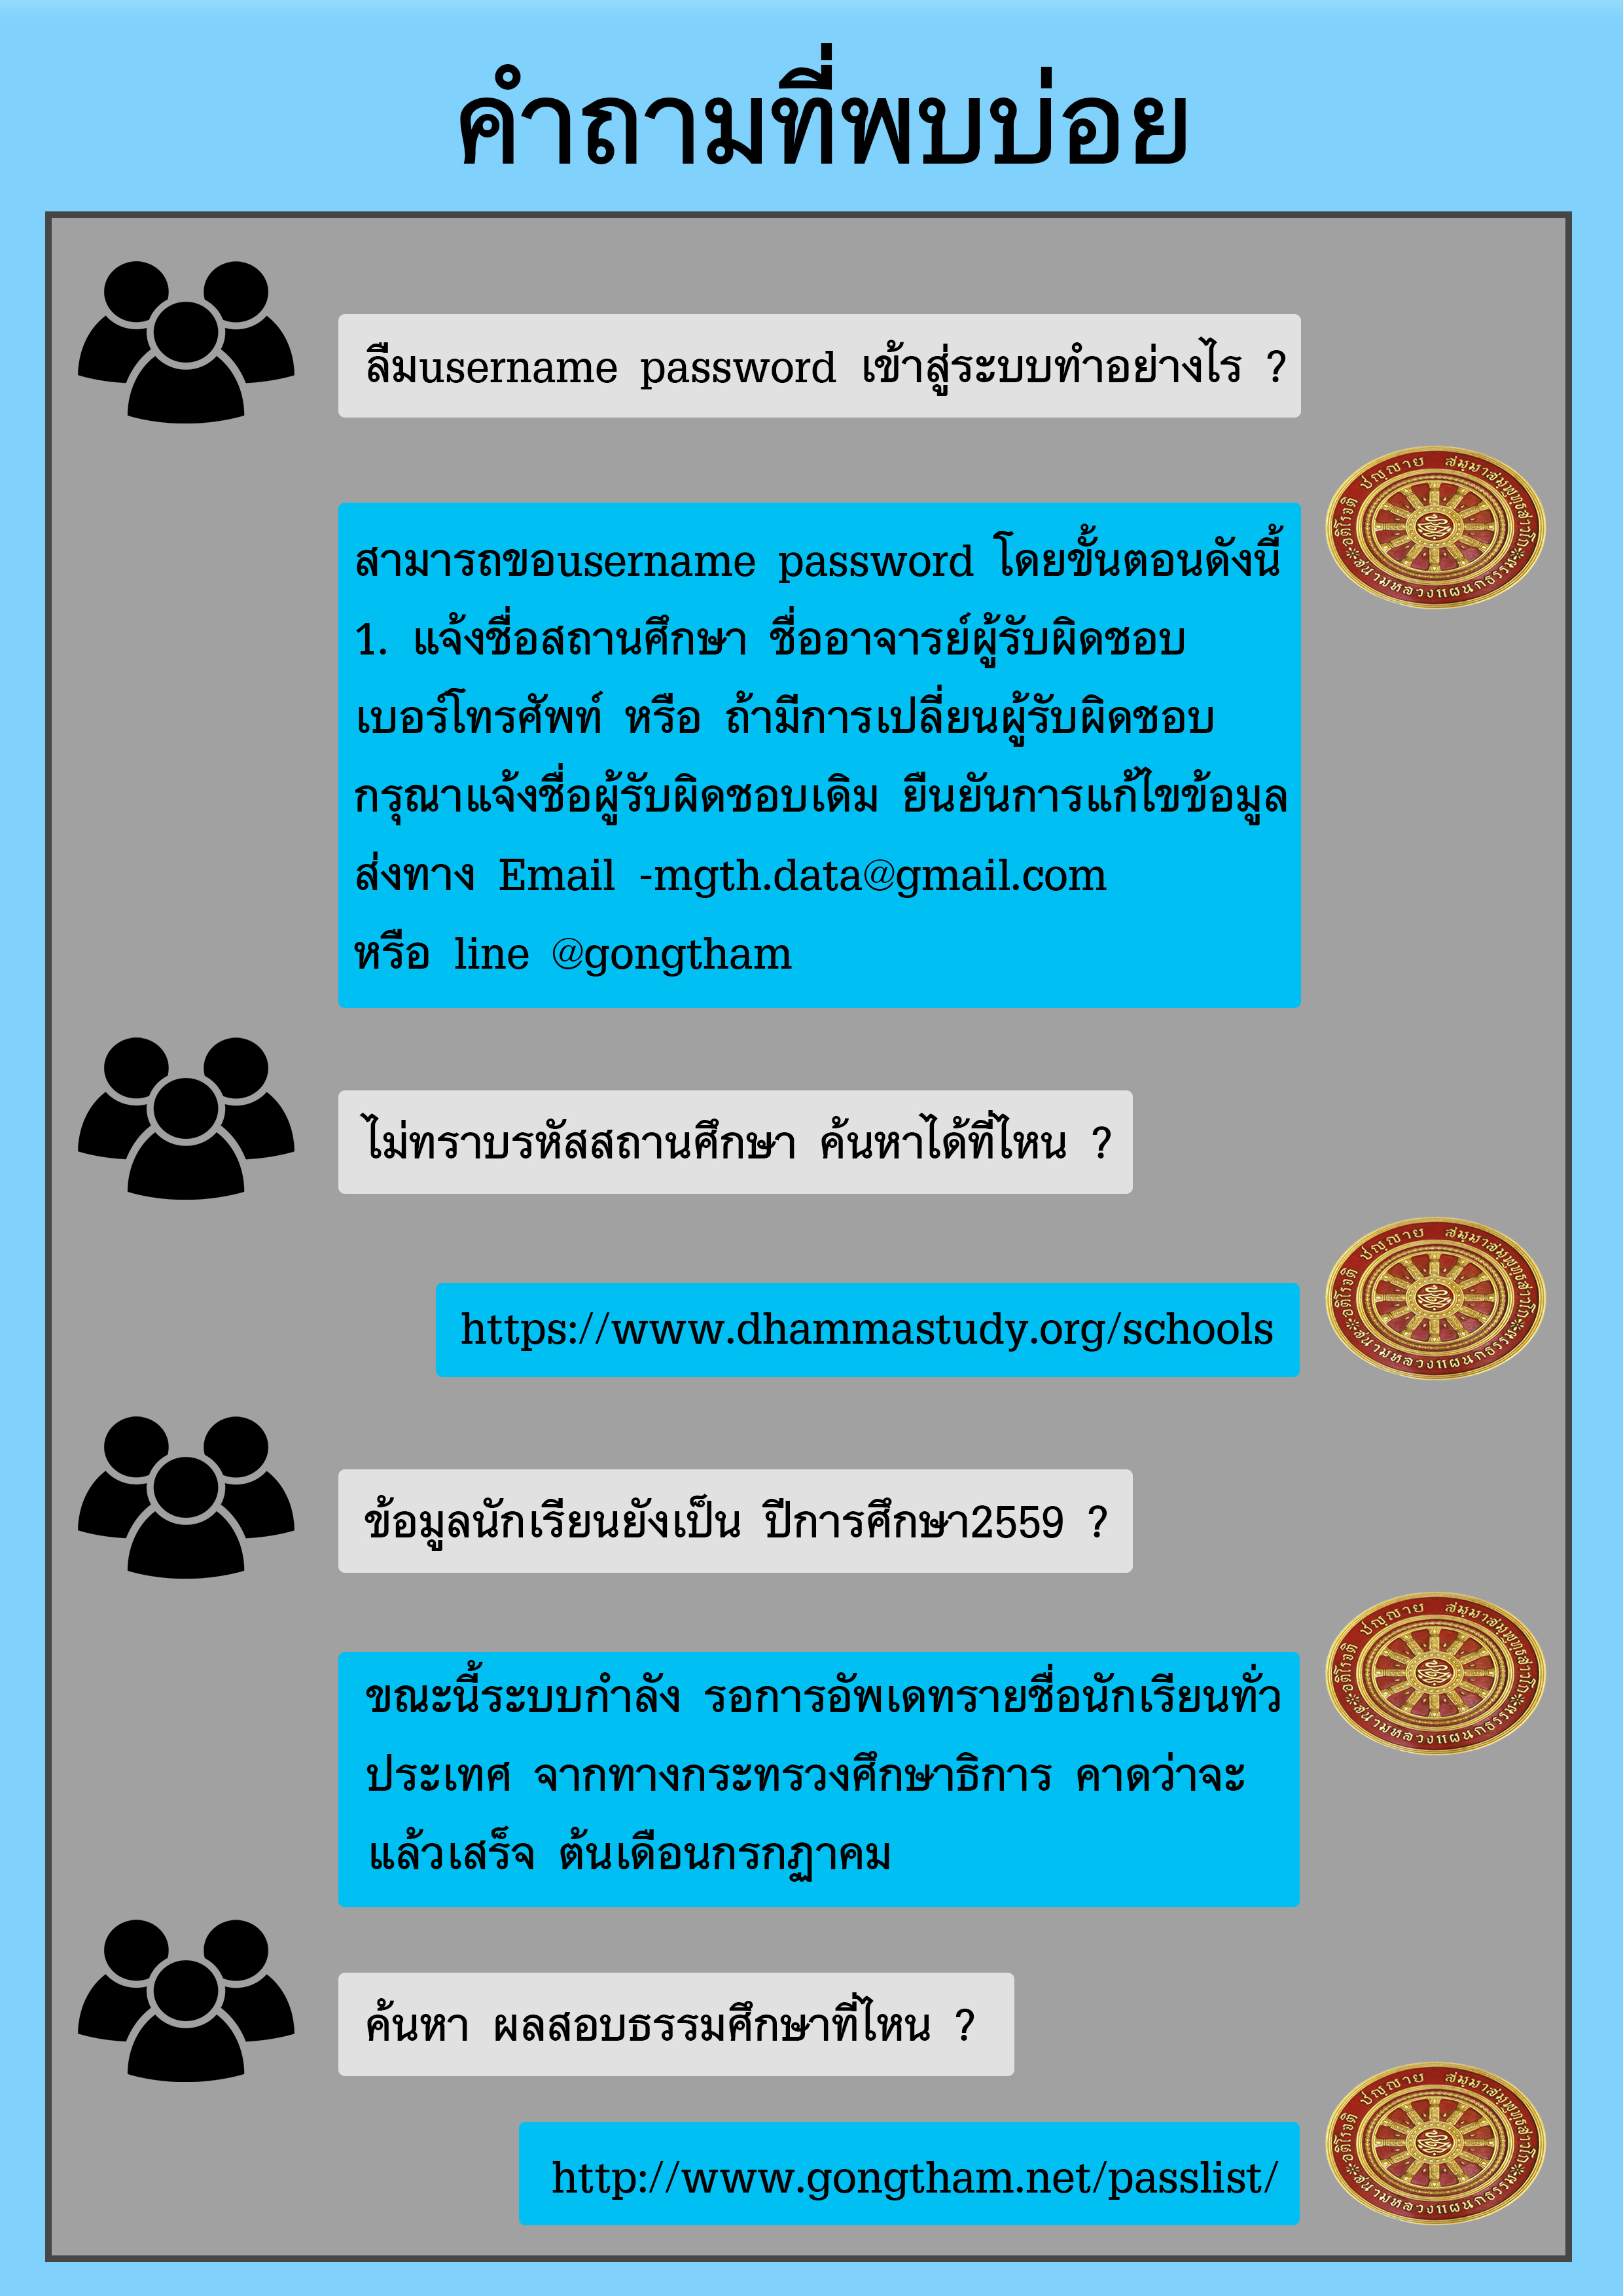 คำถามที่พบบ่อย
ลืมusername password เข้าสู่ระบบทำอย่างไร ?
สามารถขอusername password โดยขั้นตอนดังนี้
1. แจ้งชื่อสถานศึกษา ชื่ออาจารย์ผู้รับผิดชอบ
เบอร์โทรศัพท์ หรือ ถ้ามีการเปลี่ยนผู้รับผิดชอบ
กรุณาแจ้งชื่อผู้รับผิดชอบเดิม ยืนยันการแก้ไขข้อมูล
ส่งทาง Email -mgth.data@gmail.com
หรือ line @gongtham
ไม่ทราบรหัสสถานศึกษา ค้นหาได้ที่ไหน ?
https://www.dhammastudy.org/schools
ข้อมูลนักเรียนยังเป็น ปีการศึกษา2559 ?
ขณะนี้ระบบกำลัง รอการอัพเดทรายชื่อนักเรียนทั่ว
ประเทศ จากทางกระทรวงศึกษาธิการ คาดว่าจะ
แล้วเสร็จ ต้นเดือนกรกฏาคม
ค้นหา ผลสอบธรรมศึกษาที่ไหน ?
http://www.gongtham.net/passlist/